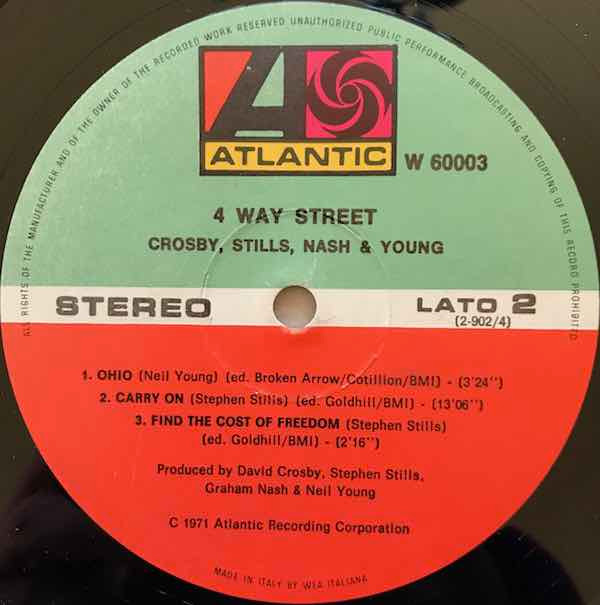 ALL RIGHTS OF THE MANUFACTURER AND OF THE OWNER OF THE RECORDED WORK RESERVED UNAUTHORIZED PUBLIC PERFORMANCE BROADCASTING AND COPYING OF THIS RECORD PROHIBITED
A
ATLANTIC
W 60003
4 WAY STREET
CROSBY, STILLS, NASH & YOUNG
STEREO
LATO 2
(2-902/4)
1. OHIO (Neil Young) (ed. Broken Arrow/Cotillion/BMI) - (3'24'')
2. CARRY ON (Stephen Stills) (ed. Goldhill/BMI) - (13'06'')
3. FIND THE COST OF FREEDOM (Stephen Stills)
(ed. Goldhill/BMI) - (2'16'')
Produced by David Crosby, Stephen Stills,
Graham Nash & Neil Young
C 1971 Atlantic Recording Corporation
MADE IN ITALY BY WEA ITALIANA